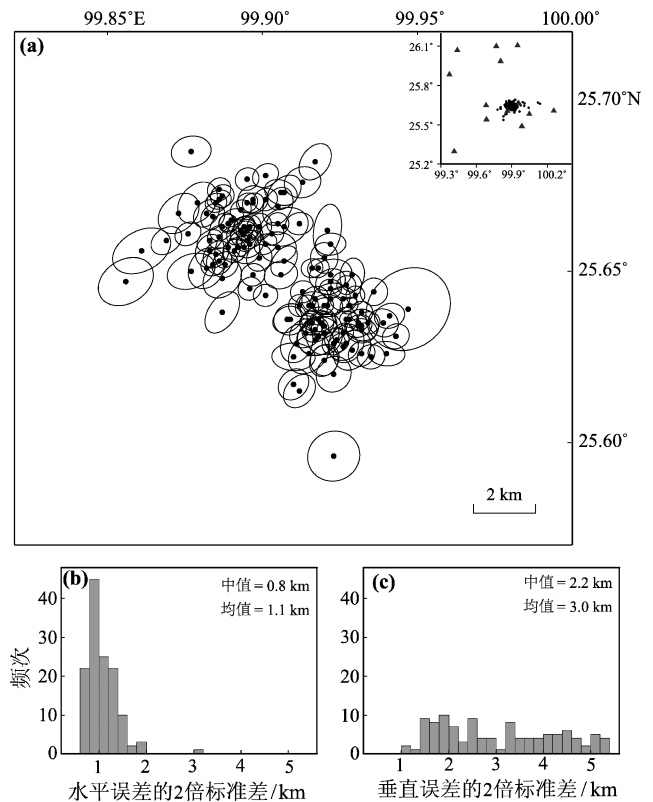 99.85°E 99.90° 99.95° 100.00°
(a)
26.1°
25.8°
25.5°
25.2°
99.3° 99.6° 99.9° 100.2°
25.70°N
25.65°
25.60°
2 km
(b)
中值 = 0.8 km
均值 = 1.1 km
频次
40
30
20
10
0
1 2 3 4 5
水平误差的2倍标准差/km
(c)
中值 = 2.2 km
均值 = 3.0 km
40
30
20
10
0
1 2 3 4 5
垂直误差的2倍标准差/km